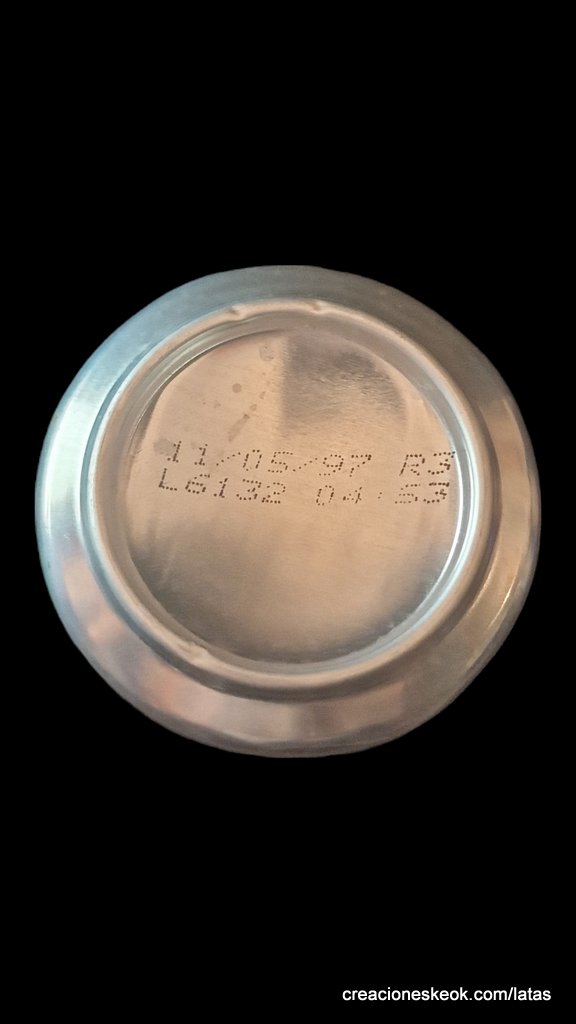 11/05/97 R3
L6132 04:53
creacioneskeok.com/latas